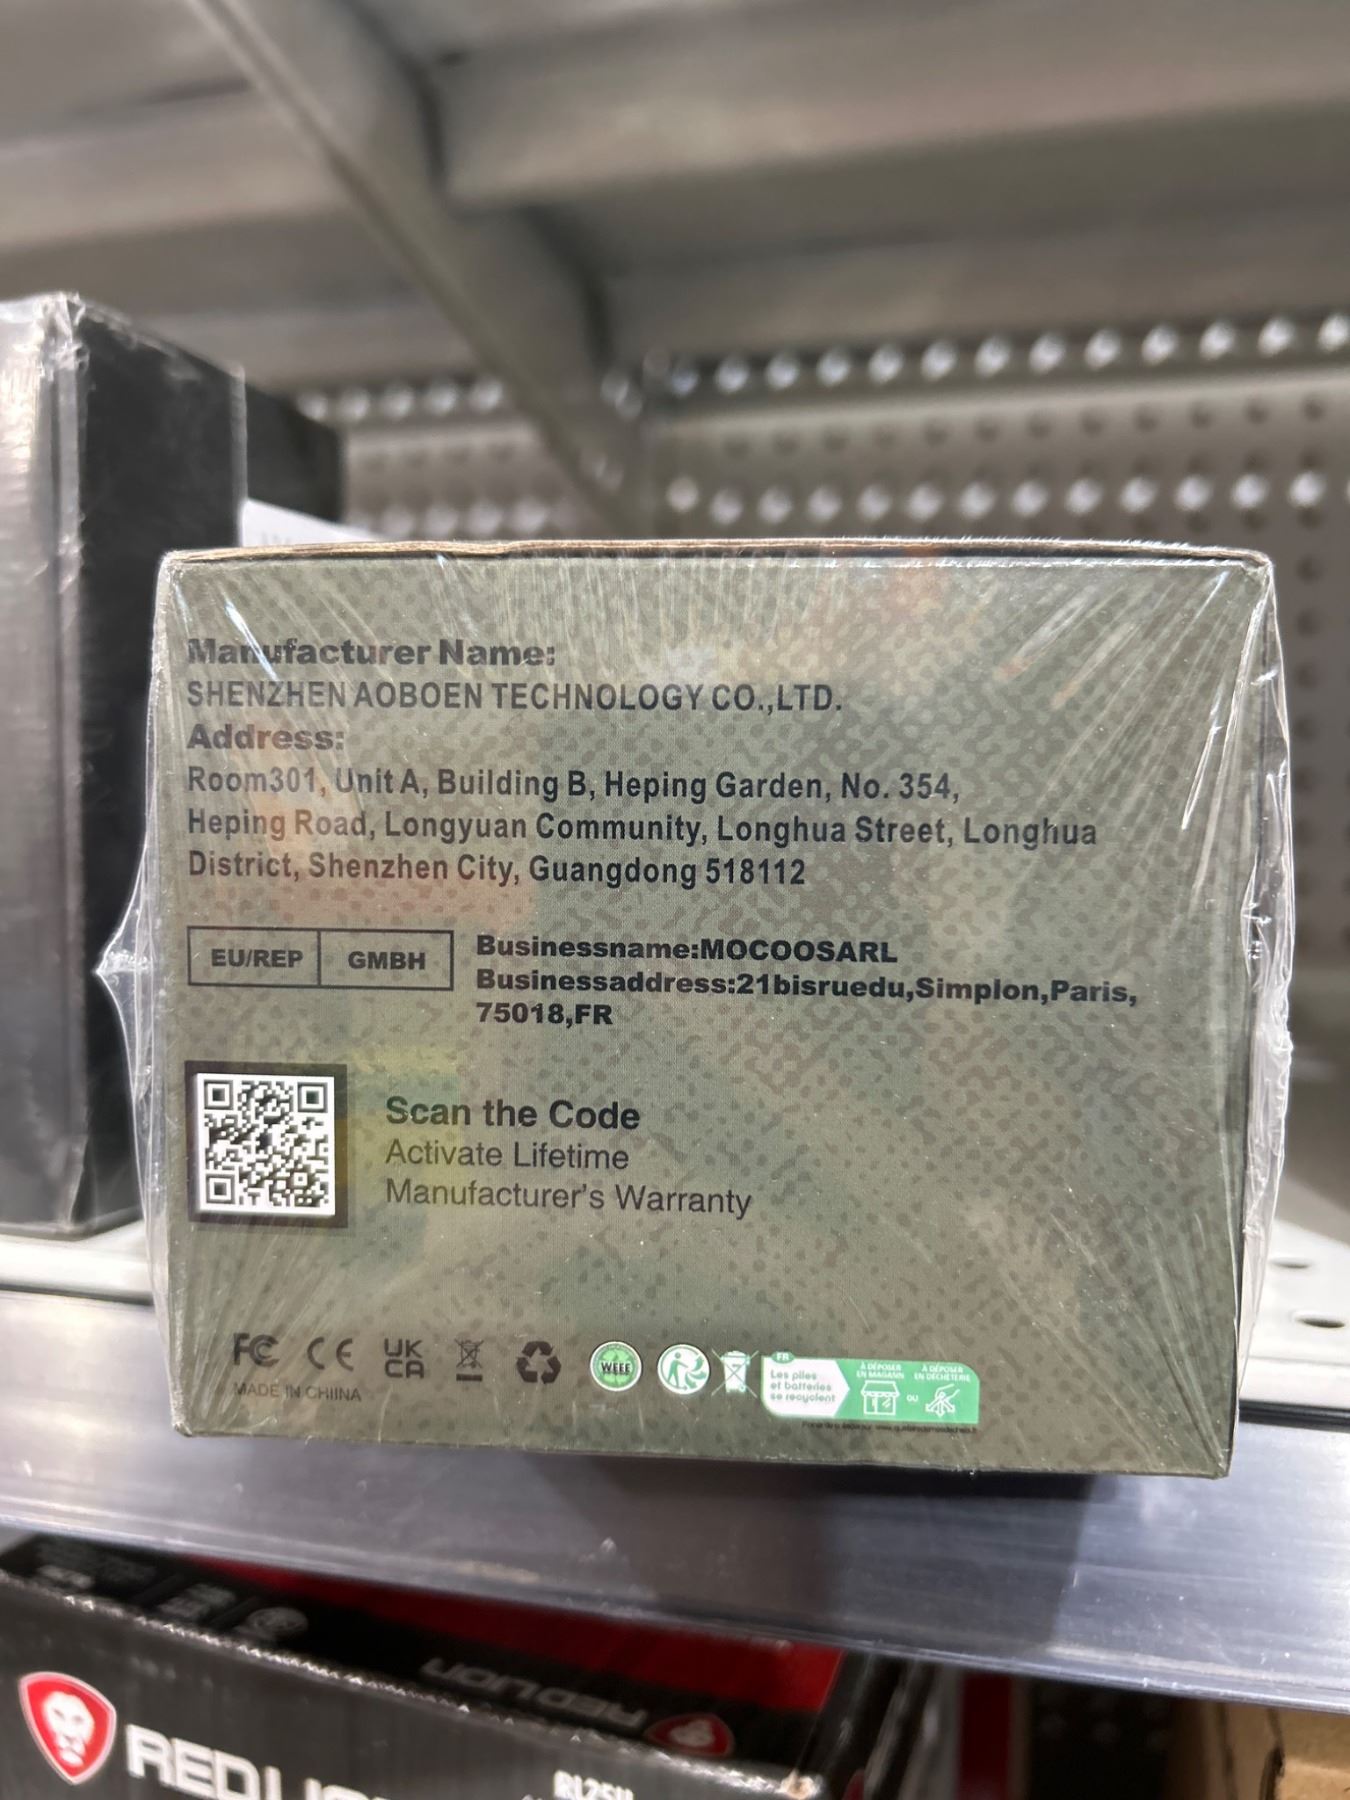 Manufacturer Name:
SHENZHEN AOBOEN TECHNOLOGY CO.,LTD.
Address:
Room301, Unit A, Building B, Heping Garden, No. 354,
Heping Road, Longyuan Community, Longhua Street, Longhua
District, Shenzhen City, Guangdong 518112
EU/REP GMBH
Businessname:MOCOOSARL
Businessaddress:21bisruedu,Simplon,Paris,
75018,FR
Scan the Code
Activate Lifetime
Manufacturer's Warranty
FC CE UK
CA
WEEE
FR
Les piles
et batteries
se recyclent
À DÉPOSER
EN MAGASIN
OU
À DÉPOSER
EN DÉCHÈTERIE
MADE IN CHIINA
REDLION